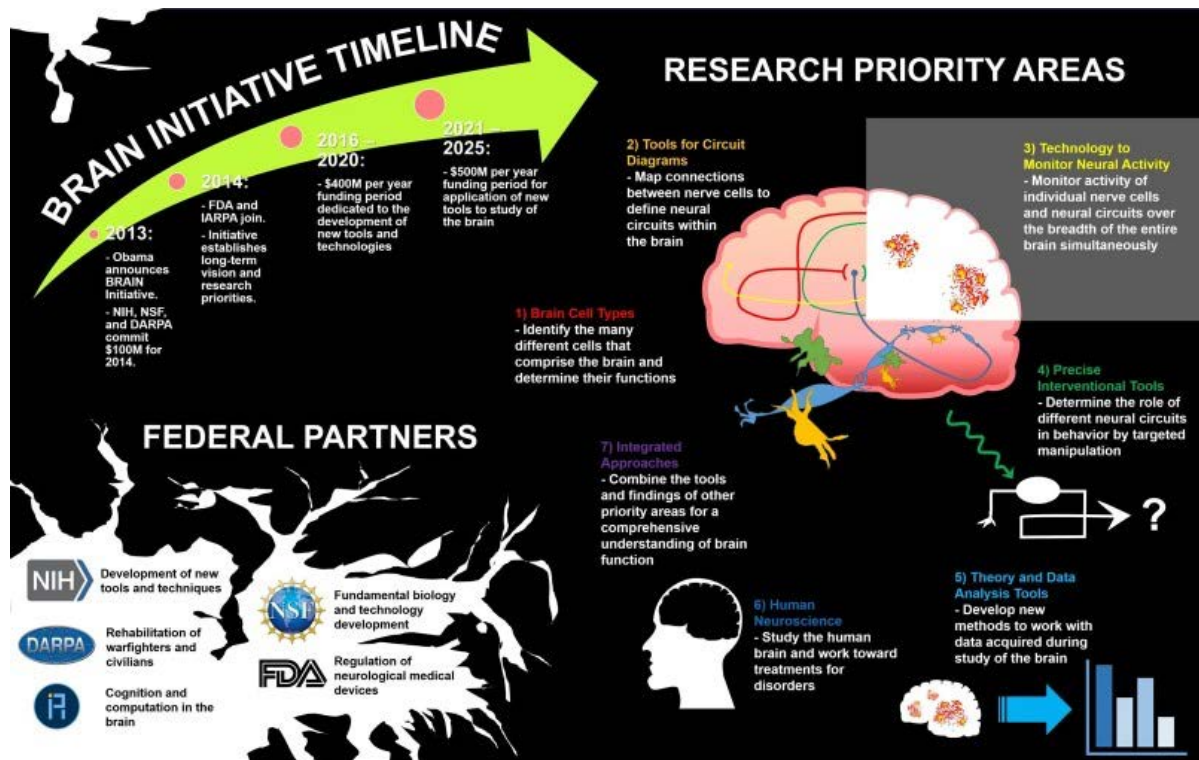 BRAIN INITIATIVE TIMELINE
2013:
- Obama
announces
BRAIN
Initiative.
- NIH, NSF,
and DARPA
commit
$100M for
2014.
2014:
- FDA and
IARPA join.
- Initiative
establishes
long-term
vision and
research
priorities.
2016 –
2020:
- $400M per year
funding period
dedicated to the
development of
new tools and
technologies
2021 –
2025:
- $500M per year
funding period for
application of new
tools to study of
the brain
RESEARCH PRIORITY AREAS
1) Brain Cell Types
- Identify the many
different cells that
comprise the brain and
determine their functions
2) Tools for Circuit
Diagrams
- Map connections
between nerve cells to
define neural
circuits within
the brain
3) Technology to
Monitor Neural Activity
- Monitor activity of
individual nerve cells
and neural circuits over
the breadth of the entire
brain simultaneously
4) Precise
Interventional Tools
- Determine the role of
different neural circuits
in behavior by targeted
manipulation
?
5) Theory and Data
Analysis Tools
- Develop new
methods to work with
data acquired during
study of the brain
6) Human
Neuroscience
- Study the human
brain and work toward
treatments for
disorders
7) Integrated
Approaches
- Combine the tools
and findings of other
priority areas for a
comprehensive
understanding of brain
function
FEDERAL PARTNERS
NIH
Development of new
tools and techniques
DARPA
Rehabilitation of
warfighters and
civilians
Cognition and
computation in the
brain
NSF
Fundamental biology
and technology
development
FDA
Regulation of
neurological medical
devices